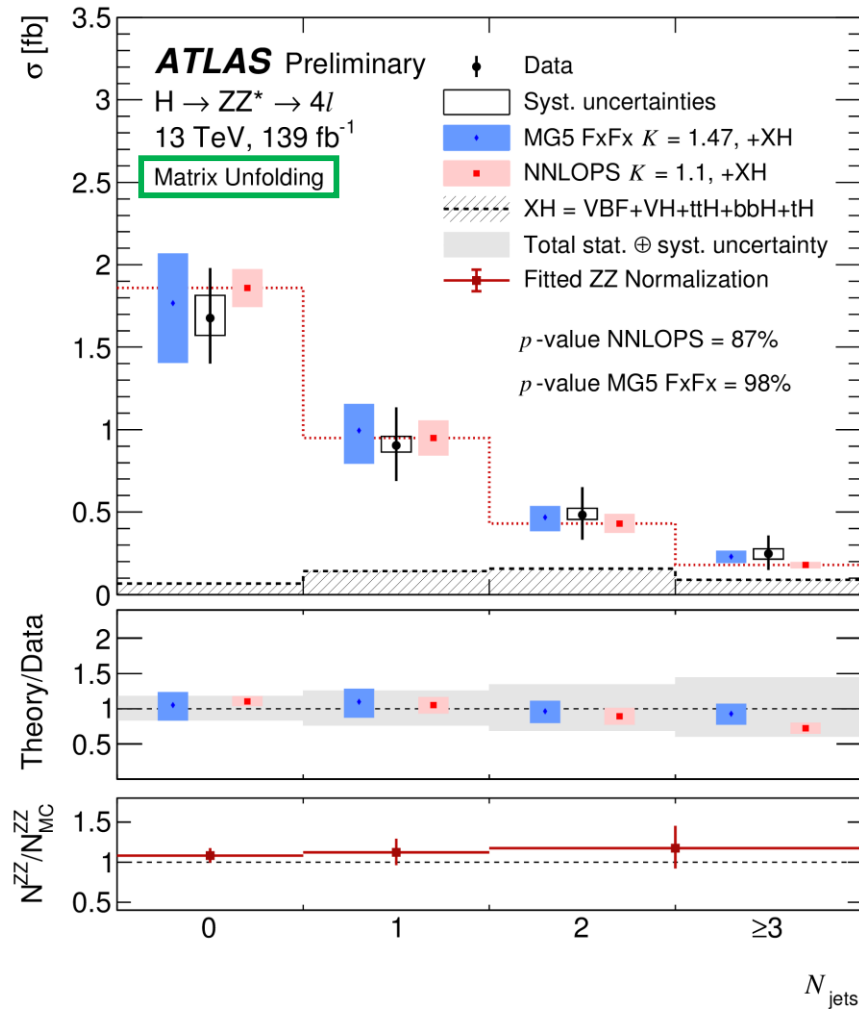 σ [fb]
3.5
3
2.5
2
1.5
1
0.5
0
ATLAS Preliminary
H → ZZ* → 4l
13 TeV, 139 fb⁻¹
Matrix Unfolding
Data
Syst. uncertainties
MG5 FxFx K = 1.47, +XH
NNLOPS K = 1.1, +XH
XH = VBF+VH+ttH+bbH+tH
Total stat. ⊕ syst. uncertainty
Fitted ZZ Normalization
p-value NNLOPS = 87%
p-value MG5 FxFx = 98%
Theory/Data
2
1.5
1
0.5
N^ZZ/N^ZZ_MC
1.5
1
0.5
0 1 2 ≥3
N_jets